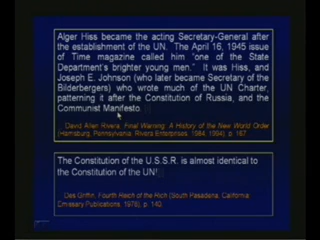 Alger Hiss became the acting Secretary-General after
the establishment of the UN. The April 16, 1945 issue
of Time magazine called him "one of the State
Department's brighter young men." It was Hiss, and
Joseph E. Johnson (who later became Secretary of the
Bilderbergers) who wrote much of the UN Charter,
patterning it after the Constitution of Russia, and the
Communist Manifesto.
David Allen Rivera, Final Warning: A History of the New World Order
(Harrisburg, Pennsylvania: Rivera Enterprises, 1984, 1994), p. 167
The Constitution of the U.S.S.R. is almost identical to
the Constitution of the UN!
Des Griffin, Fourth Reich of the Rich (South Pasadena, California:
Emissary Publications, 1978), p. 140.